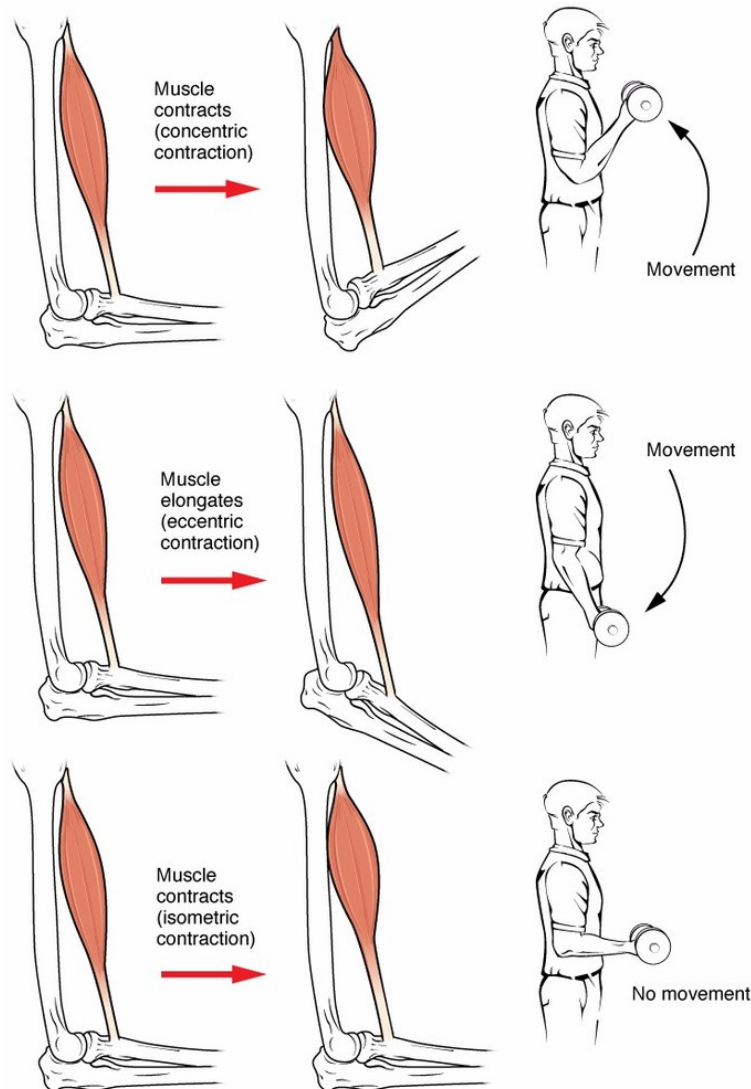 Muscle
contracts
(concentric
contraction)
Movement
Muscle
elongates
(eccentric
contraction)
Movement
Muscle
contracts
(isometric
contraction)
No movement